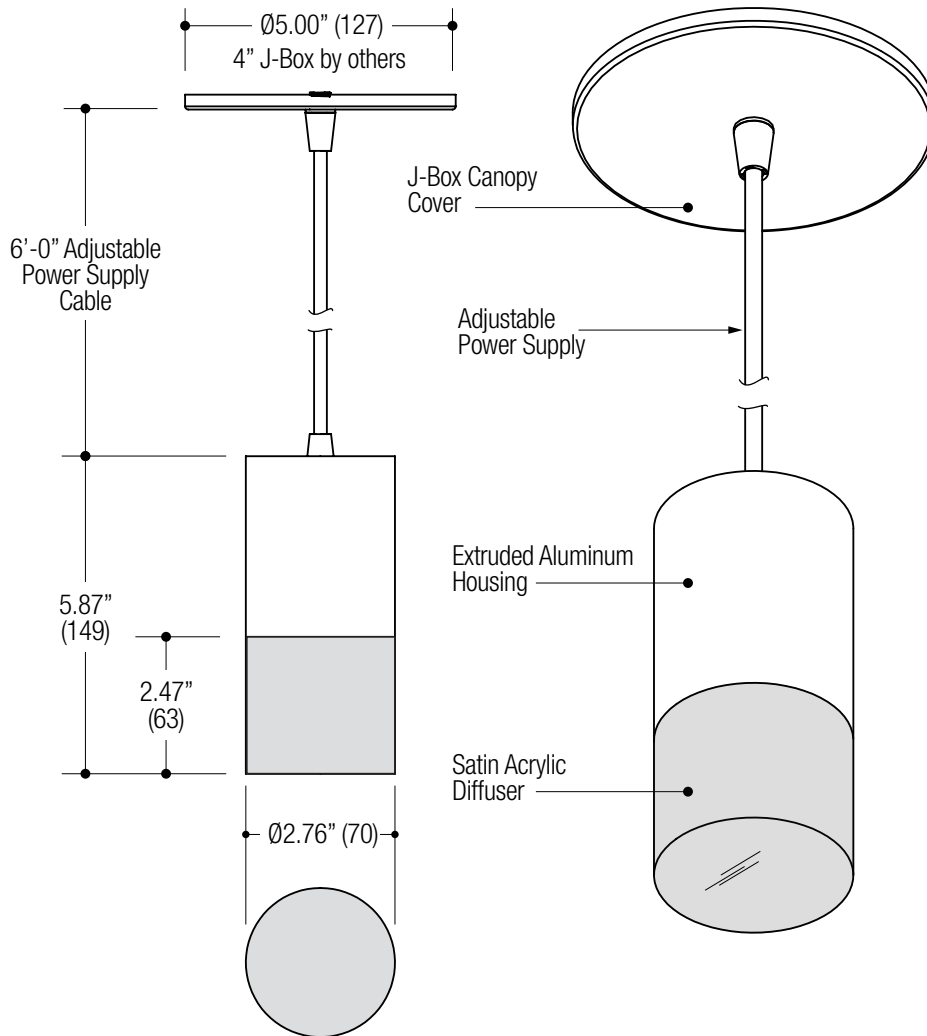 Ø5.00” (127)
4” J-Box by others
6’-0” Adjustable
Power Supply
Cable
5.87”
(149)
2.47”
(63)
Ø2.76” (70)
J-Box Canopy
Cover
Adjustable
Power Supply
Extruded Aluminum
Housing
Satin Acrylic
Diffuser